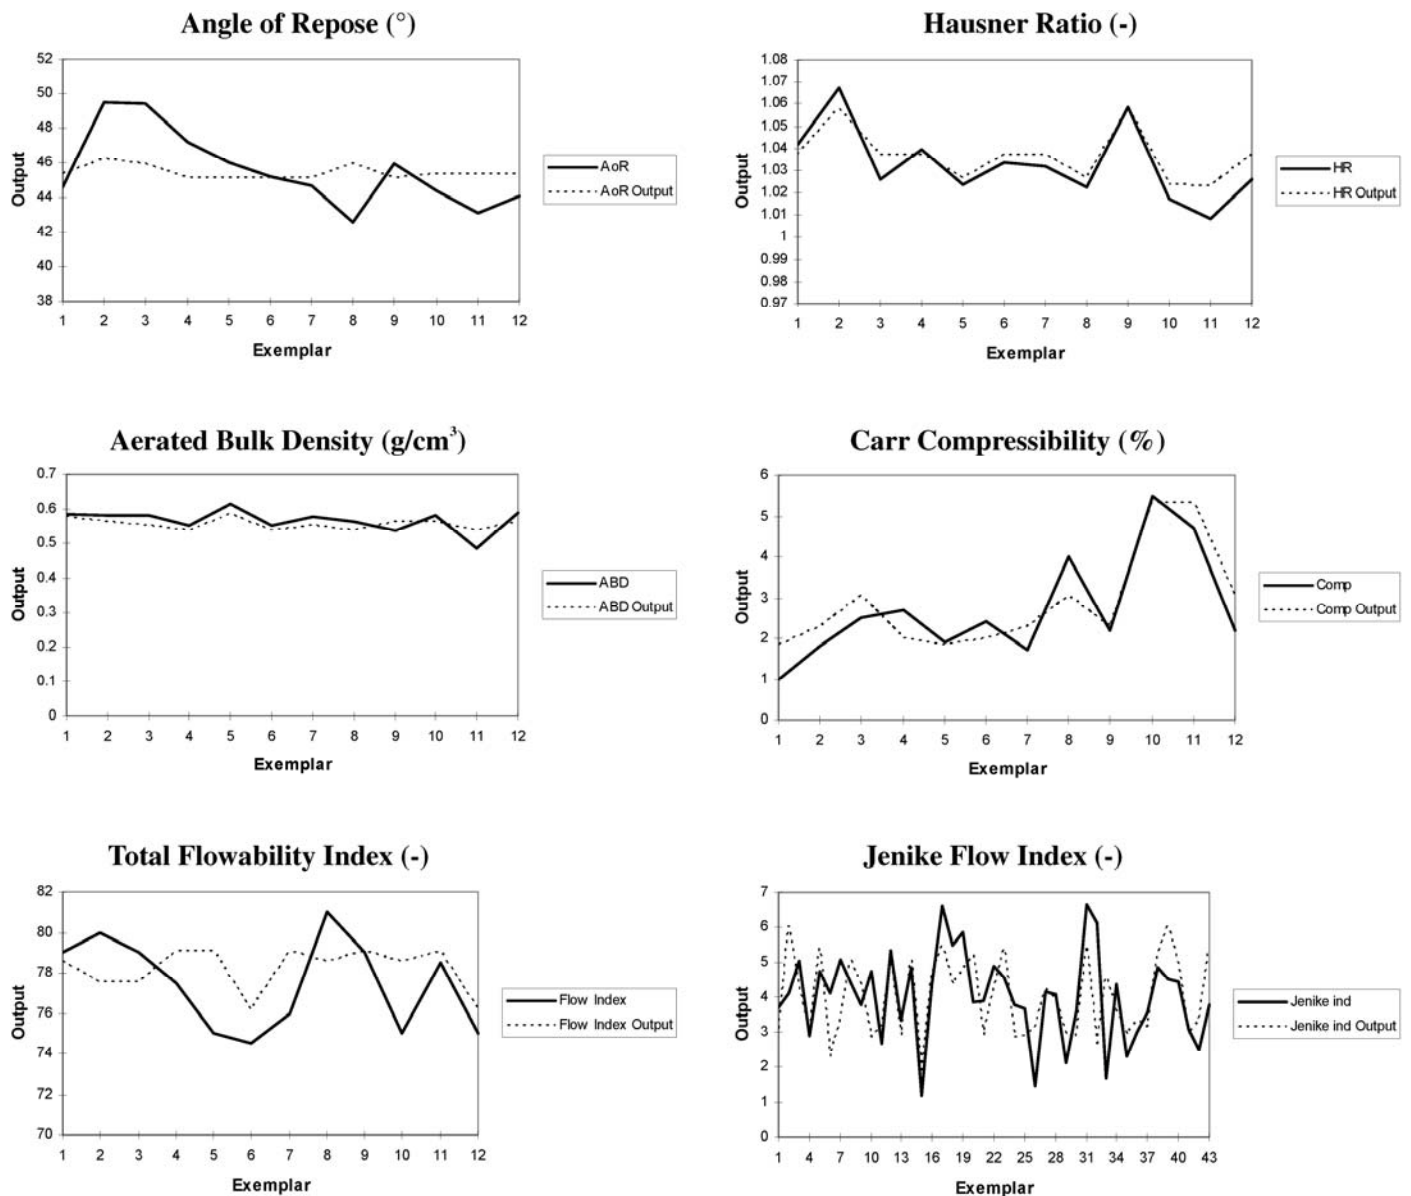 Angle of Repose (°)
52
50
48
46
44
42
40
38
Output
1 2 3 4 5 6 7 8 9 10 11 12
Exemplar
AoR
AoR Output
Hausner Ratio (-)
1.08
1.07
1.06
1.05
1.04
1.03
1.02
1.01
1
0.99
0.98
0.97
Output
1 2 3 4 5 6 7 8 9 10 11 12
Exemplar
HR
HR Output
Aerated Bulk Density (g/cm³)
0.7
0.6
0.5
0.4
0.3
0.2
0.1
0
Output
1 2 3 4 5 6 7 8 9 10 11 12
Exemplar
ABD
ABD Output
Carr Compressibility (%)
6
5
4
3
2
1
0
Output
1 2 3 4 5 6 7 8 9 10 11 12
Exemplar
Comp
Comp Output
Total Flowability Index (-)
82
80
78
76
74
72
70
Output
1 2 3 4 5 6 7 8 9 10 11 12
Exemplar
Flow Index
Flow Index Output
Jenike Flow Index (-)
7
6
5
4
3
2
1
0
Output
1 4 7 10 13 16 19 22 25 28 31 34 37 40 43
Exemplar
Jenike ind
Jenike ind Output